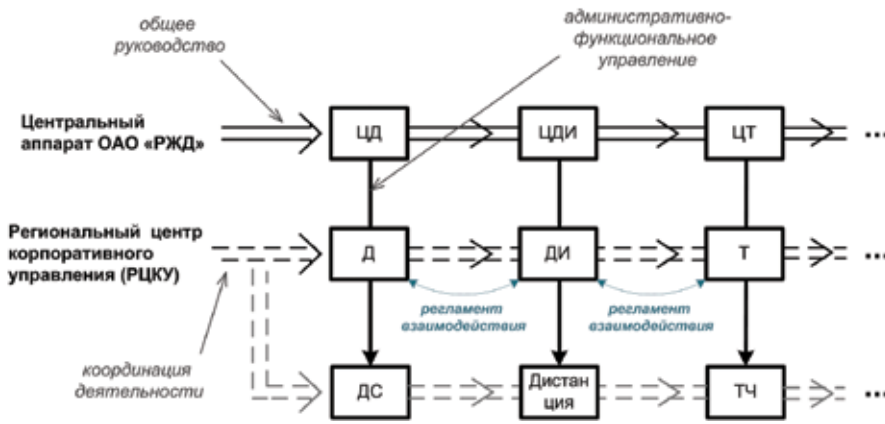 общее
руководство
административно-
функциональное
управление
Центральный
аппарат ОАО «РЖД»
ЦД
ЦДИ
ЦТ
...
Региональный центр
корпоративного
управления (РЦКУ)
Д
ДИ
Т
...
регламент
взаимодействия
регламент
взаимодействия
координация
деятельности
ДС
Дистан
ция
ТЧ
...